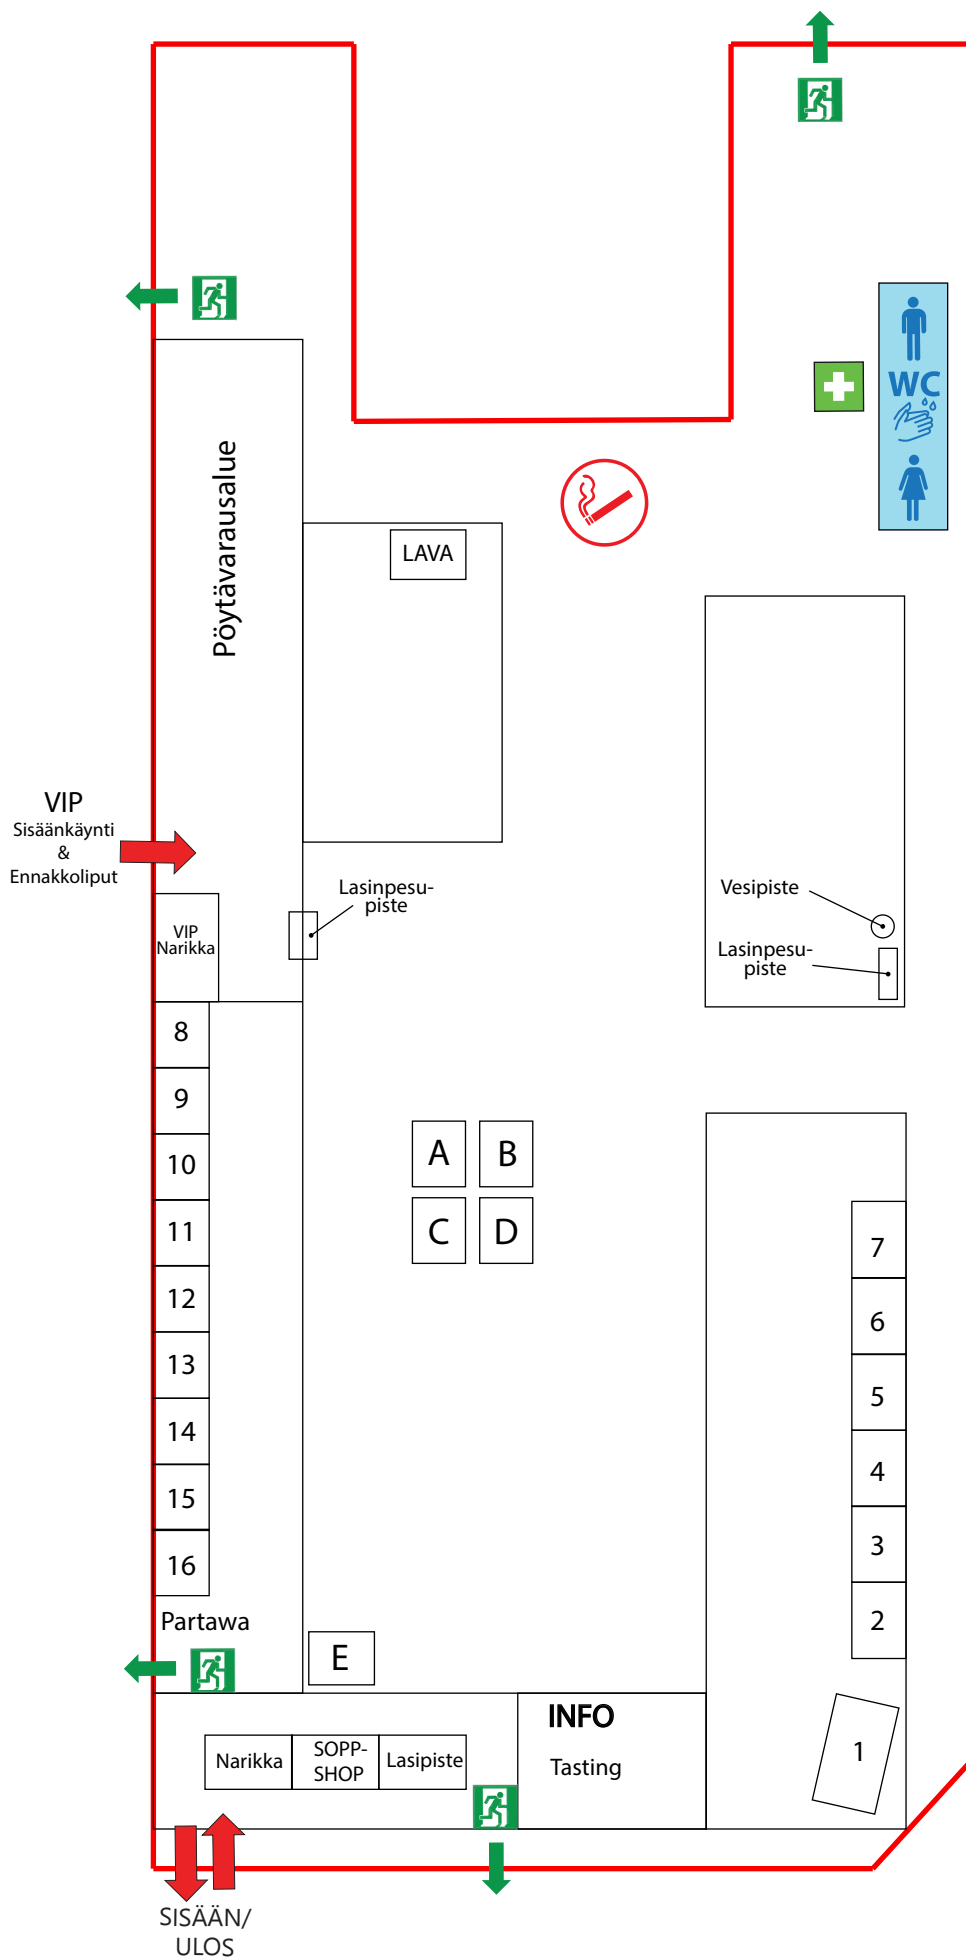 WC
Pöytävarausalue
LAVA
VIP
Sisäänkäynti
&
Ennakkoliput
Lasinpesu-
piste
Vesipiste
VIP
Narikka
Lasinpesu-
piste
8
9
10
11
12
13
14
15
16
A
B
C
D
7
6
5
4
3
2
1
Partawa
E
INFO
Tasting
Narikka
SOPP-
SHOP
Lasipiste
SISÄÄN/
ULOS